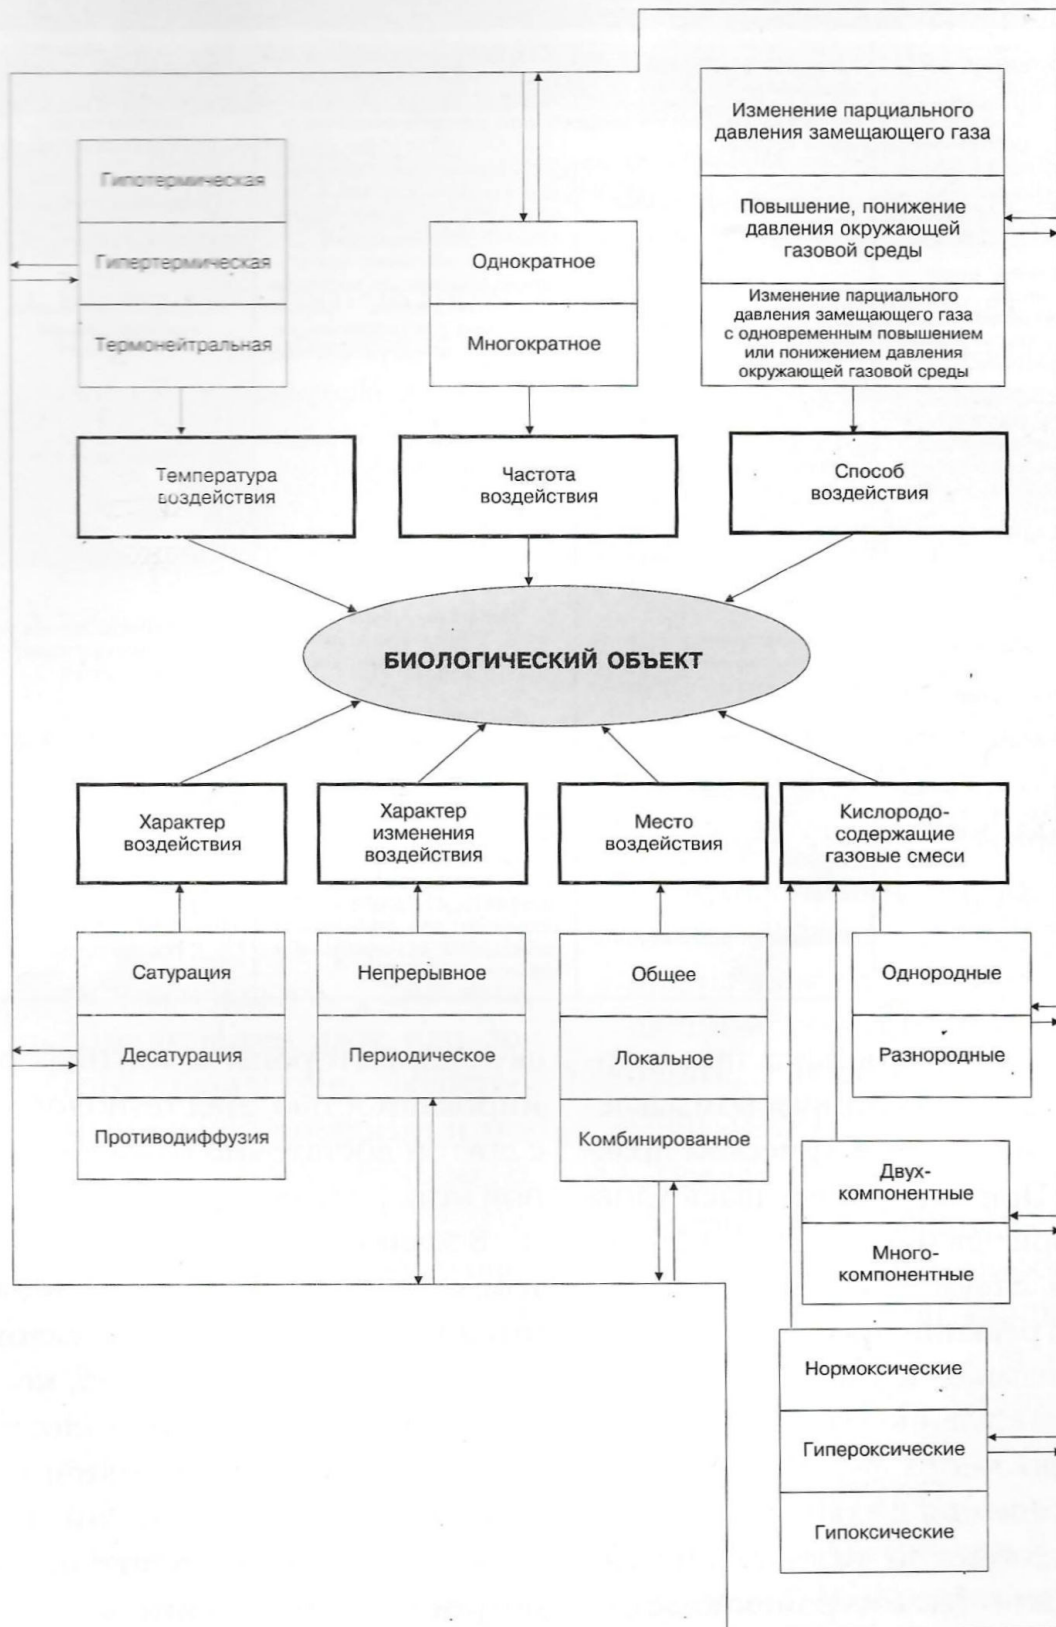 Изменение парциального
давления замещающего газа
Гипотермическая
Повышение, понижение
давления окружающей
газовой среды
Гипертермическая
Однократное
Изменение парциального
давления замещающего газа
с одновременным повышением
или понижением давления
окружающей газовой среды
Термонейтральная
Многократное
Температура
воздействия
Частота
воздействия
Способ
воздействия
БИОЛОГИЧЕСКИЙ ОБЪЕКТ
Характер
воздействия
Характер
изменения
воздействия
Место
воздействия
Кислородо-
содержащие
газовые смеси
Сатурация
Непрерывное
Общее
Однородные
Десатурация
Периодическое
Локальное
Разнородные
Противодиффузия
Комбинированное
Двух-
компонентные
Много-
компонентные
Нормоксические
Гипероксические
Гипоксические